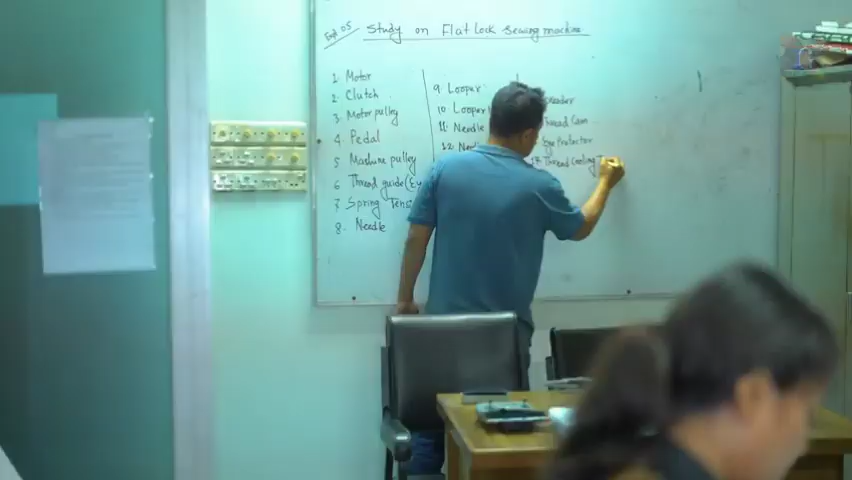 Expt 05
Study on Flat Lock Sewing machine
1. Motor
2. Clutch
3. Motor pulley
4. Pedal
5 Mashine pulley
6 Thread guide (
7 Spring
8. Needle
9. Looper
10. Looper
11. Needle
12.
Thread Cam
Eye Protector
Thread Cooling